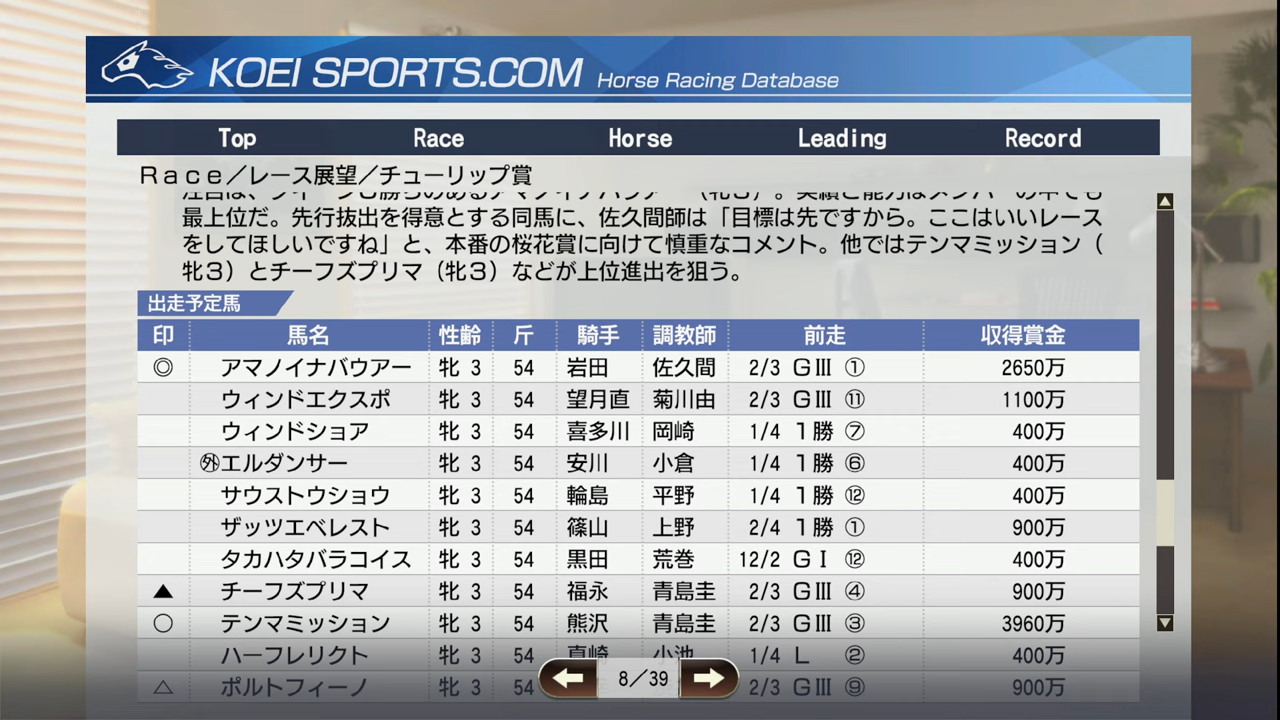 KOEI SPORTS.COM Horse Racing Database
Top Race Horse Leading Record
Race／レース展望／チューリップ賞
最上位だ。先行抜出を得意とする同馬に、佐久間師は「目標は先ですから。ここはいいレース
をしてほしいですね」と、本番の桜花賞に向けて慎重なコメント。他ではテンマミッション（
牝３）とチーフズプリマ（牝３）などが上位進出を狙う。
出走予定馬
印 馬名 性齢 斤 騎手 調教師 前走 収得賞金
◎ アマノイナバウアー 牝 3 54 岩田 佐久間 2/3 GⅢ ① 2650万
ウィンドエクスポ 牝 3 54 望月直 菊川由 2/3 GⅢ ⑪ 1100万
ウィンドショア 牝 3 54 喜多川 岡崎 1/4 1勝 ⑦ 400万
外 エルダンサー 牝 3 54 安川 小倉 1/4 1勝 ⑥ 400万
サウストウショウ 牝 3 54 輪島 平野 1/4 1勝 ⑫ 400万
ザッツエベレスト 牝 3 54 篠山 上野 2/4 1勝 ① 900万
タカハタバラコイス 牝 3 54 黒田 荒巻 12/2 GⅠ ⑫ 400万
▲ チーフズプリマ 牝 3 54 福永 青島圭 2/3 GⅢ ④ 900万
○ テンマミッション 牝 3 54 熊沢 青島圭 2/3 GⅢ ③ 3960万
ハーフレリクト 牝 3 54 真崎 小池 1/4 L ② 400万
△ ポルトフィーノ 牝 3 54 2/3 GⅢ ⑨ 900万
8／39